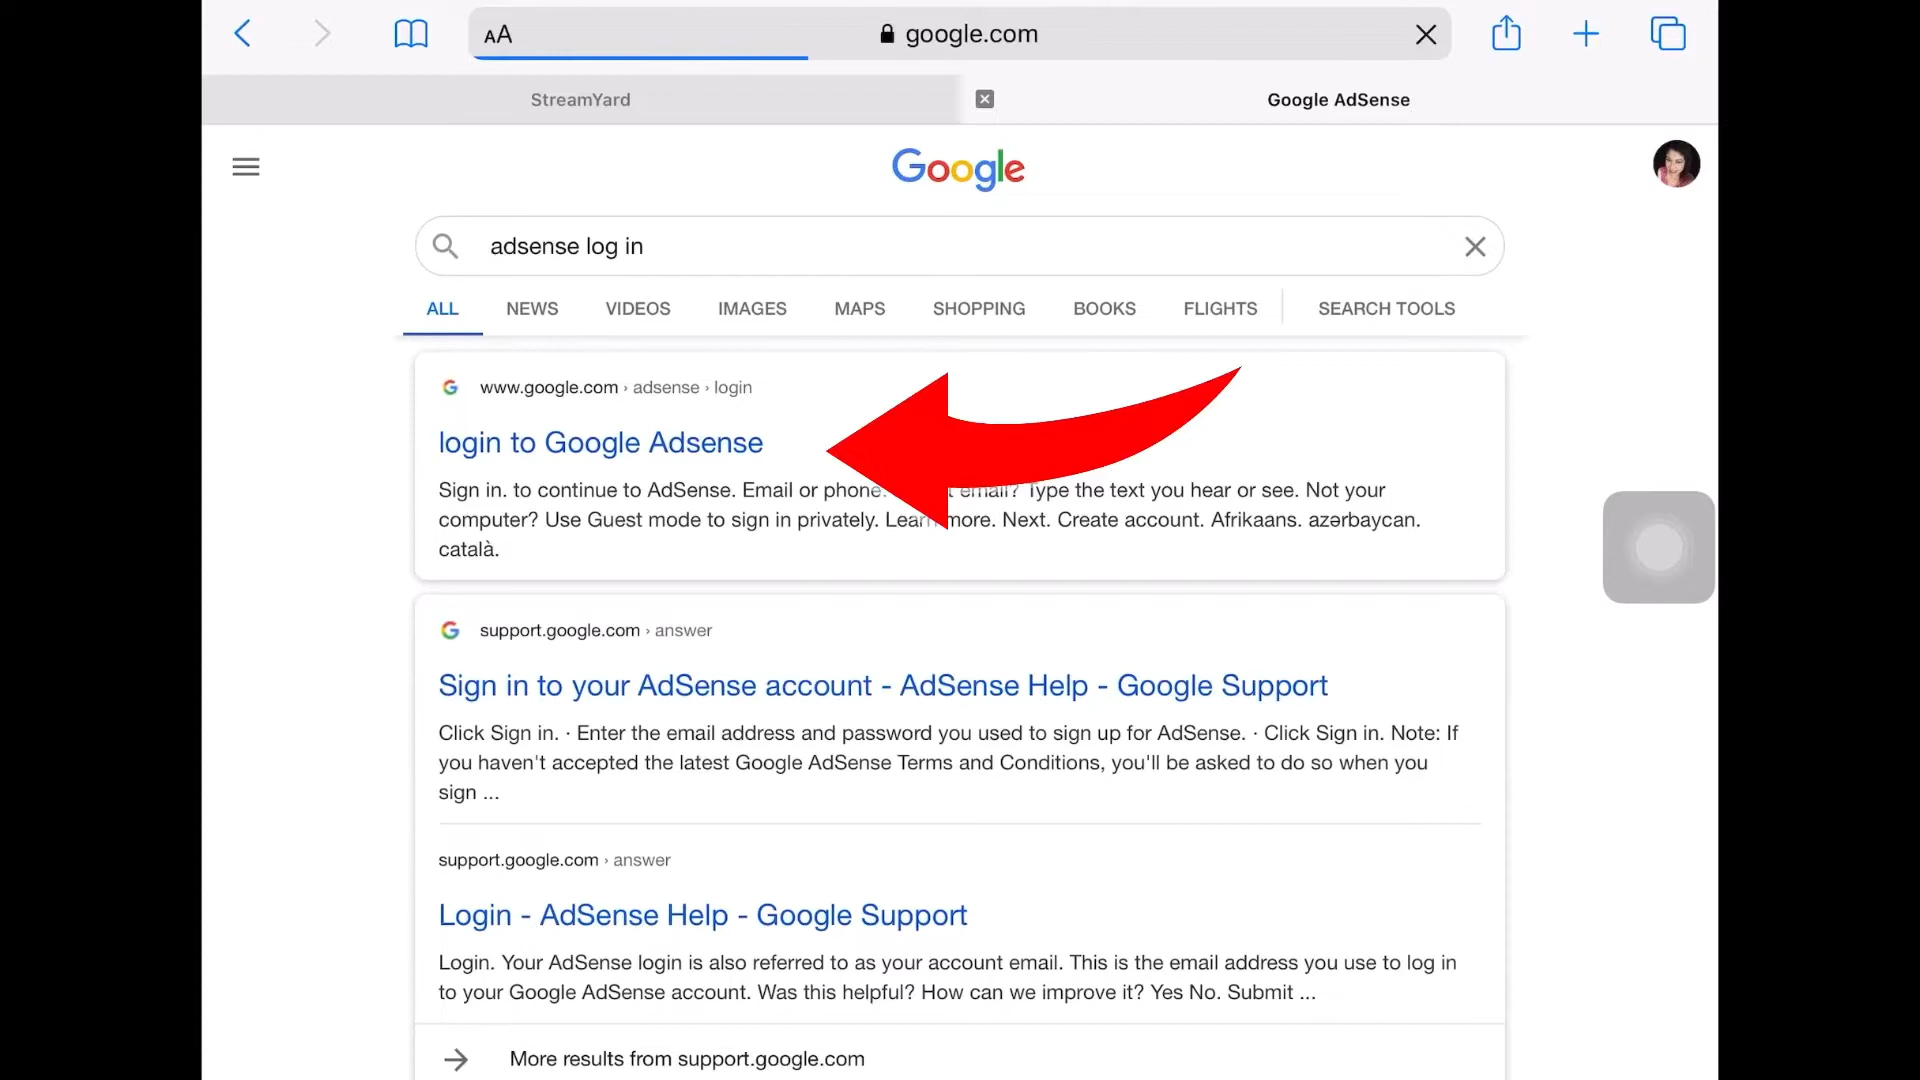 AA
google.com
StreamYard
Google AdSense
Google
adsense log in
ALL NEWS VIDEOS IMAGES MAPS SHOPPING BOOKS FLIGHTS SEARCH TOOLS
www.google.com › adsense › login
login to Google Adsense
Sign in. to continue to AdSense. Email or phone. email? Type the text you hear or see. Not your
computer? Use Guest mode to sign in privately. Learn more. Next. Create account. Afrikaans. azərbaycan.
català.
support.google.com › answer
Sign in to your AdSense account - AdSense Help - Google Support
Click Sign in. · Enter the email address and password you used to sign up for AdSense. · Click Sign in. Note: If
you haven't accepted the latest Google AdSense Terms and Conditions, you'll be asked to do so when you
sign ...
support.google.com › answer
Login - AdSense Help - Google Support
Login. Your AdSense login is also referred to as your account email. This is the email address you use to log in
to your Google AdSense account. Was this helpful? How can we improve it? Yes No. Submit ...
More results from support.google.com